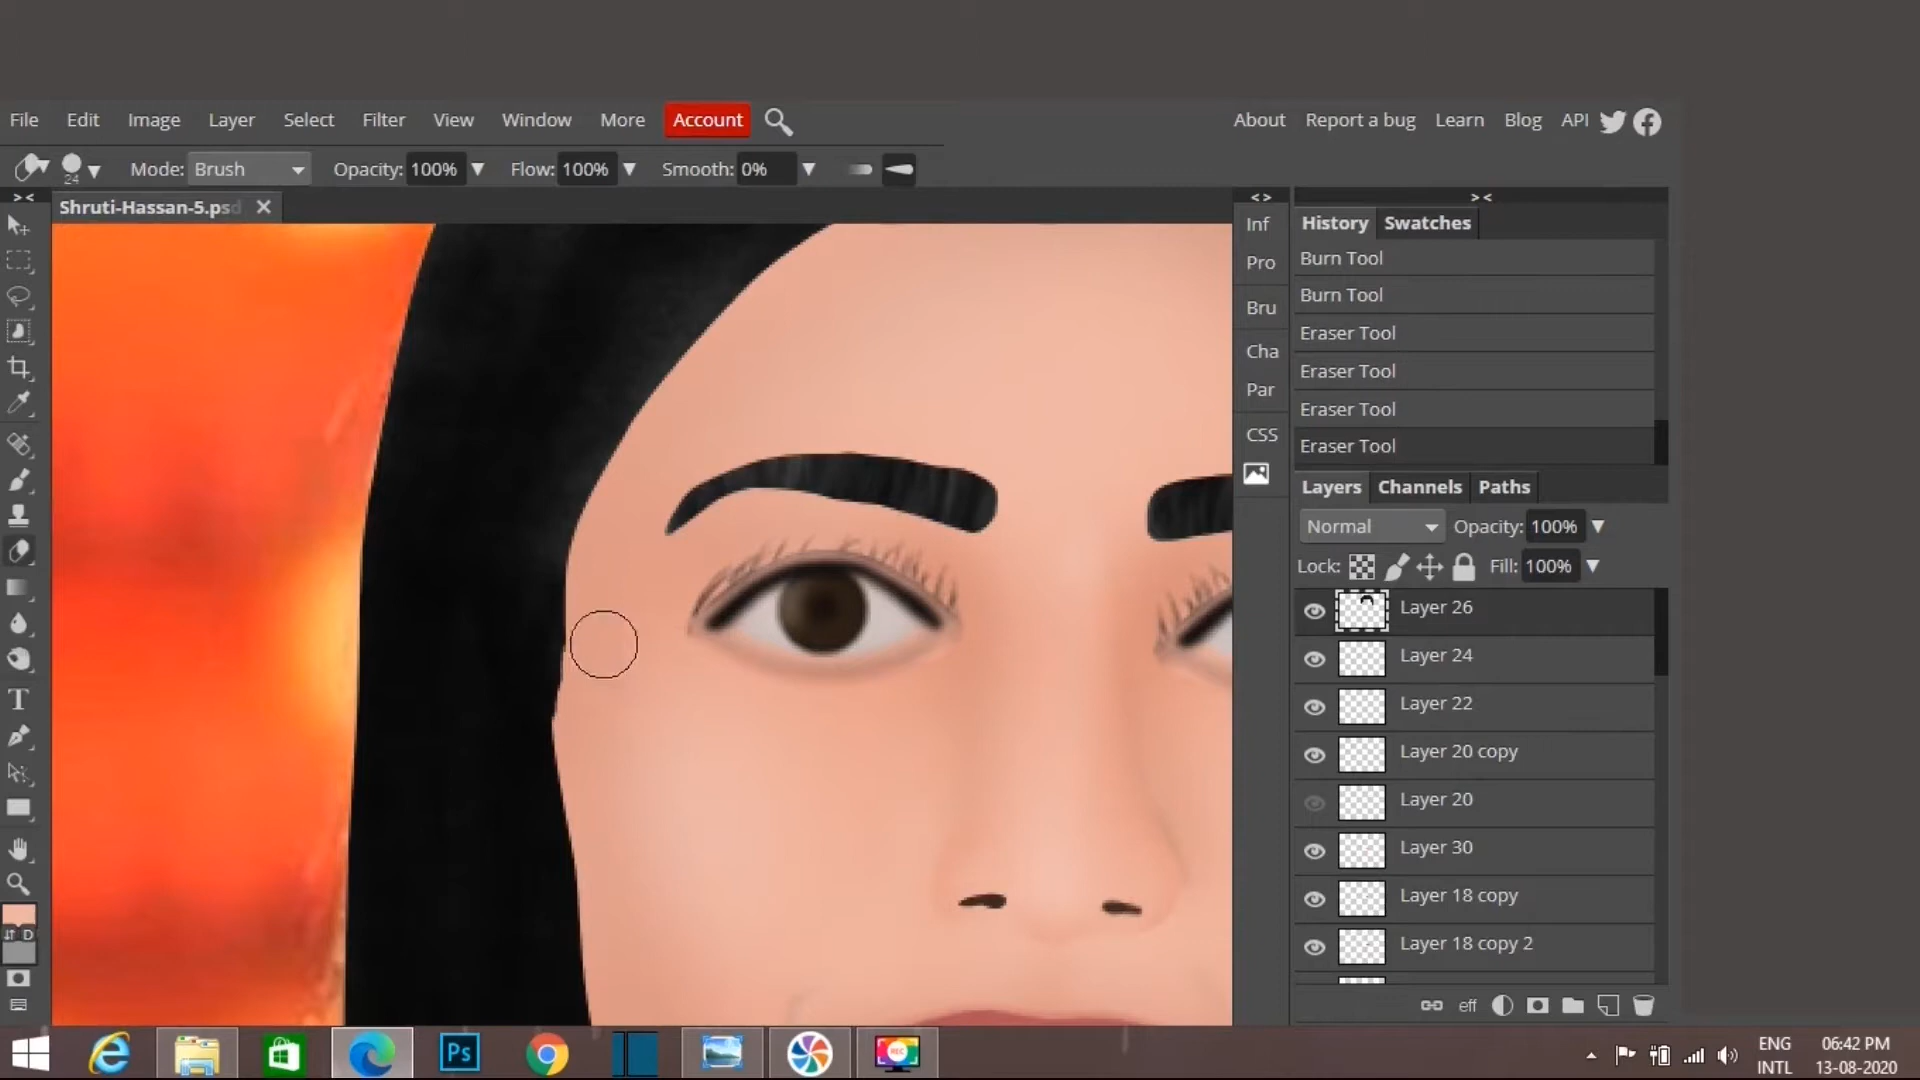 File Edit Image Layer Select Filter View Window More Account About Report a bug Learn Blog API
24 Mode: Brush Opacity: 100% Flow: 100% Smooth: 0%
> < < > > <
Shruti-Hassan-5.psd
History Swatches
Inf
Pro
Bru
Cha
Par
CSS
Burn Tool
Burn Tool
Eraser Tool
Eraser Tool
Eraser Tool
Eraser Tool
Layers Channels Paths
Normal Opacity: 100%
Lock: Fill: 100%
Layer 26
Layer 24
Layer 22
Layer 20 copy
Layer 20
Layer 30
Layer 18 copy
Layer 18 copy 2
eff
T
D
Ps
REC
ENG
INTL
06:42 PM
13-08-2020